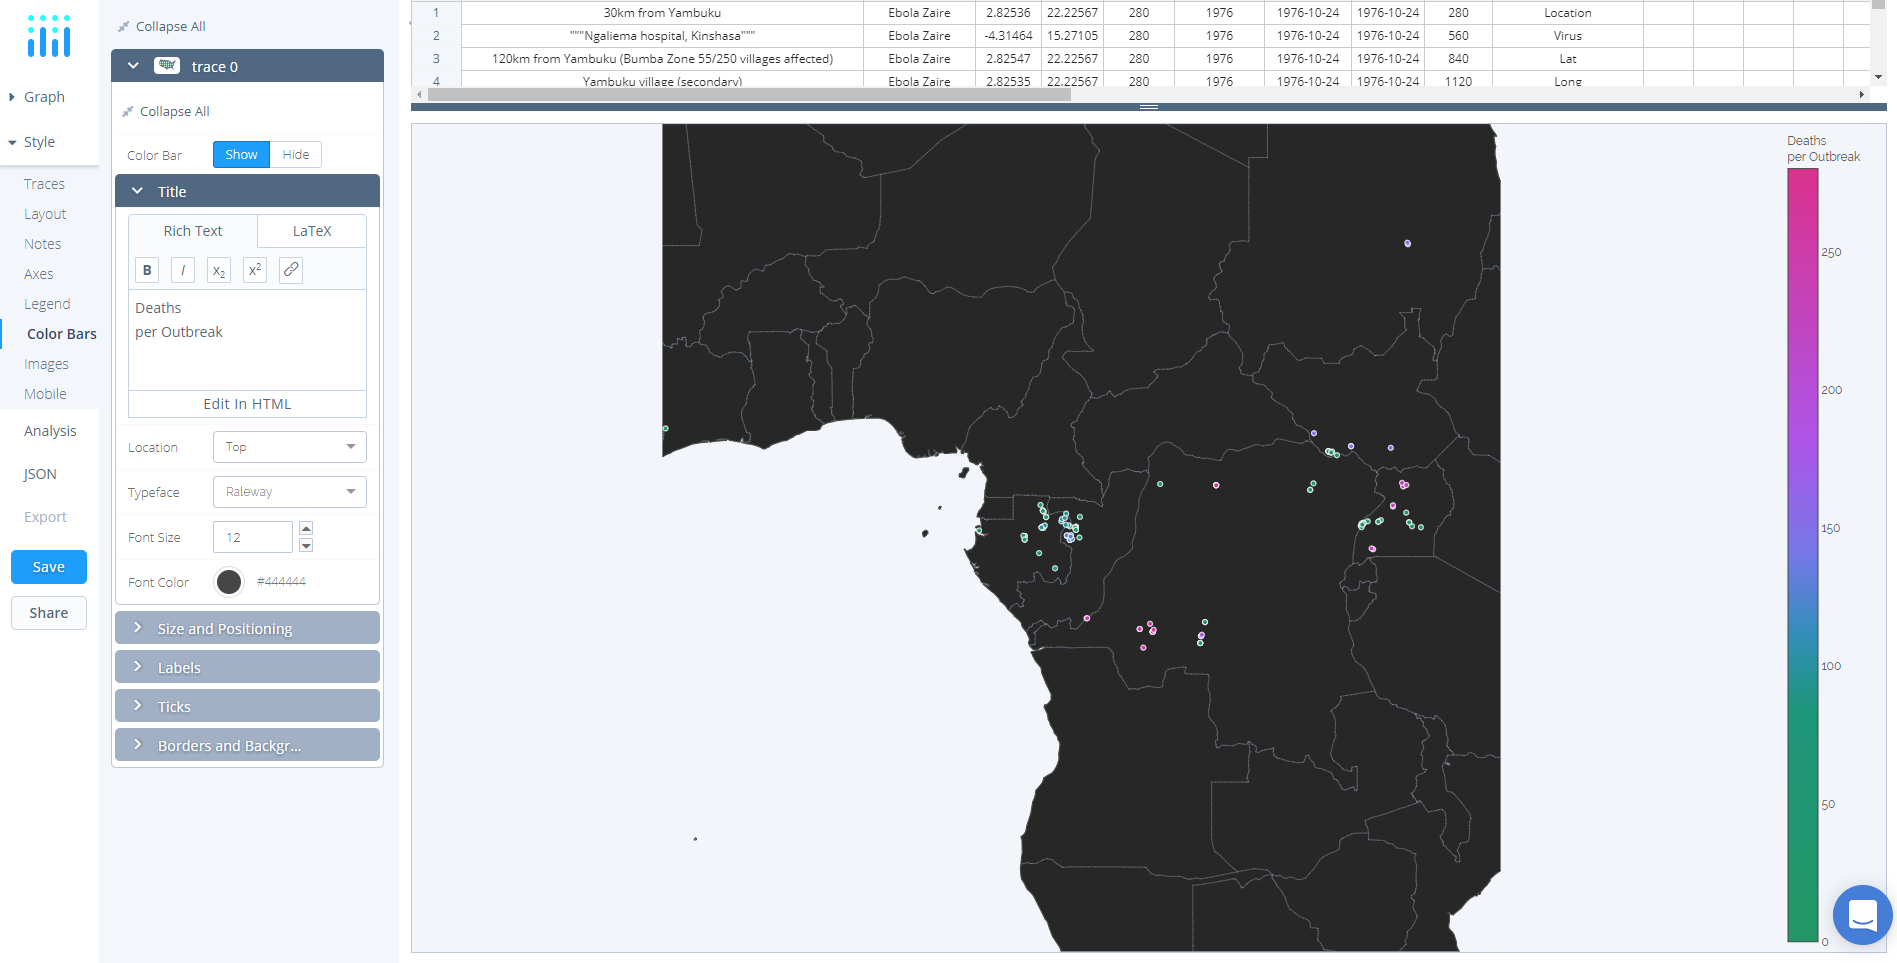 Graph
Style
Traces
Layout
Notes
Axes
Legend
Color Bars
Images
Mobile
Analysis
JSON
Export
Save
Share
Collapse All
trace 0
Collapse All
Color Bar Show Hide
Title
Rich Text LaTeX
B I x2 x2
Deaths
per Outbreak
Edit In HTML
Location Top
Typeface Raleway
Font Size 12
Font Color #444444
Size and Positioning
Labels
Ticks
Borders and Backgr...
1 30km from Yambuku Ebola Zaire 2.82536 22.22567 280 1976 1976-10-24 1976-10-24 280 Location
2 """Ngaliema hospital, Kinshasa""" Ebola Zaire -4.31464 15.27105 280 1976 1976-10-24 1976-10-24 560 Virus
3 120km from Yambuku (Bumba Zone 55/250 villages affected) Ebola Zaire 2.82547 22.22567 280 1976 1976-10-24 1976-10-24 840 Lat
4 Yambuku village (secondary) Ebola Zaire 2.82535 22.22567 280 1976 1976-10-24 1976-10-24 1120 Long
Deaths
per Outbreak
250
200
150
100
50
0